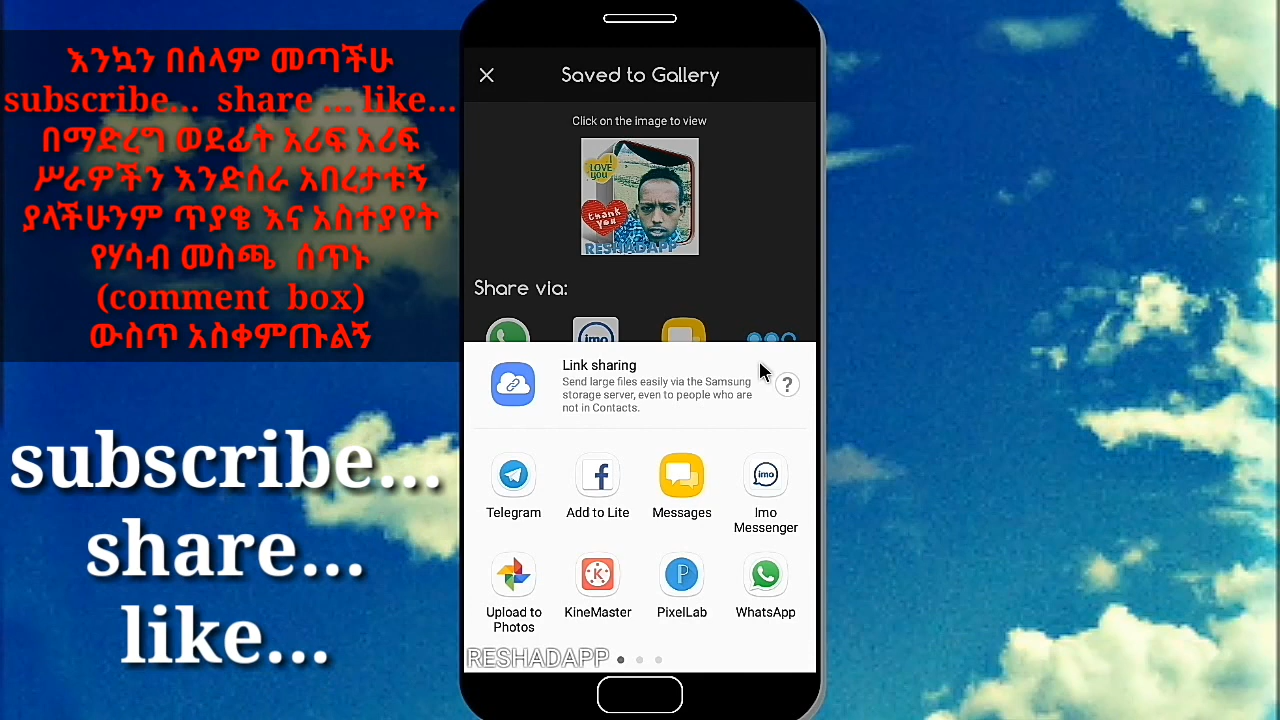 እንኳን በሰላም መጣችሁ
subscribe... share ... like...
በማድረግ ወደፊት አሪፍ አሪፍ
ሥራዎችን እንድሰራ አበረታቱኝ
ያላችሁንም ጥያቄ እና አስተያየት
የሃሳብ መስጫ ሰጥኑ
(comment box)
ውስጥ አስቀምጡልኝ
subscribe...
share...
like...
Saved to Gallery
Click on the image to view
I LOVE
you
Thank
You
RESHADAPP
Share via:
imo
Link sharing
Send large files easily via the Samsung
storage server, even to people who are
not in Contacts.
?
imo
Telegram
Add to Lite
Messages
Imo
Messenger
K
P
Upload to
Photos
KineMaster
PixelLab
WhatsApp
RESHADAPP